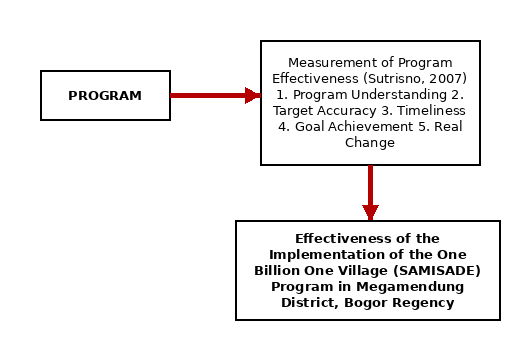 PROGRAM
Measurement of Program
Effectiveness (Sutrisno, 2007)
1. Program Understanding 2.
Target Accuracy 3. Timeliness
4. Goal Achievement 5. Real
Change
Effectiveness of the
Implementation of the One
Billion One Village (SAMISADE)
Program in Megamendung
District, Bogor Regency